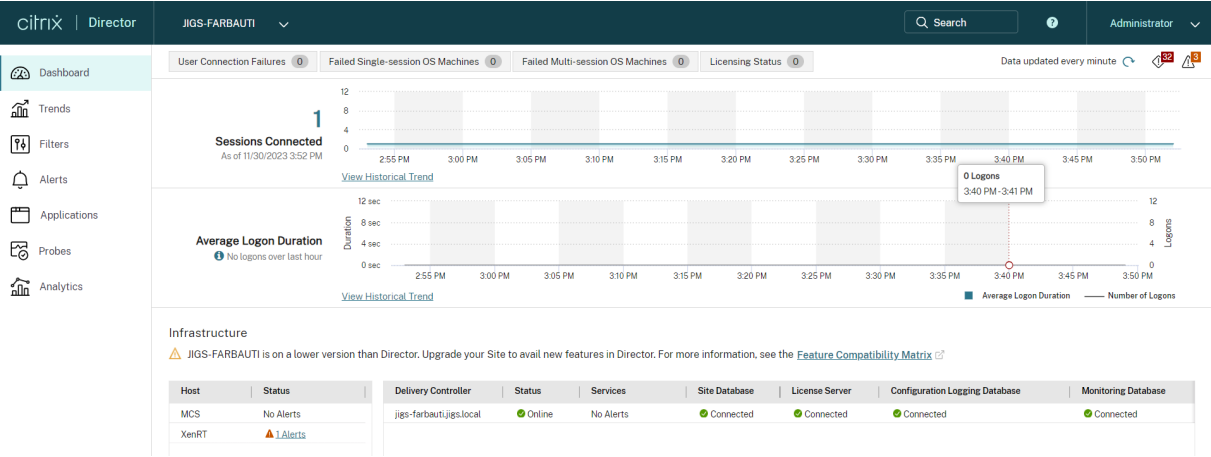 citrix | Director JIGS-FARBAUTI Search ? Administrator
Dashboard
Trends
Filters
Alerts
Applications
Probes
Analytics
User Connection Failures 0 Failed Single-session OS Machines 0 Failed Multi-session OS Machines 0 Licensing Status 0 Data updated every minute 32 3
1
Sessions Connected
As of 11/30/2023 3:52 PM
12
8
4
0
2:55 PM 3:00 PM 3:05 PM 3:10 PM 3:15 PM 3:20 PM 3:25 PM 3:30 PM 3:35 PM 3:40 PM 3:45 PM 3:50 PM
View Historical Trend
0 Logons
3:40 PM-3:41 PM
Average Logon Duration
No logons over last hour
Duration
12 sec
8 sec
4 sec
0 sec
12
8
4
0
Logons
2:55 PM 3:00 PM 3:05 PM 3:10 PM 3:15 PM 3:20 PM 3:25 PM 3:30 PM 3:35 PM 3:40 PM 3:45 PM 3:50 PM
View Historical Trend
Average Logon Duration Number of Logons
Infrastructure
JIGS-FARBAUTI is on a lower version than Director. Upgrade your Site to avail new features in Director. For more information, see the Feature Compatibility Matrix
Host Status
MCS No Alerts
XenRT 1 Alerts
Delivery Controller Status Services Site Database License Server Configuration Logging Database Monitoring Database
jigs-farbauti.jigs.local Online No Alerts Connected Connected Connected Connected